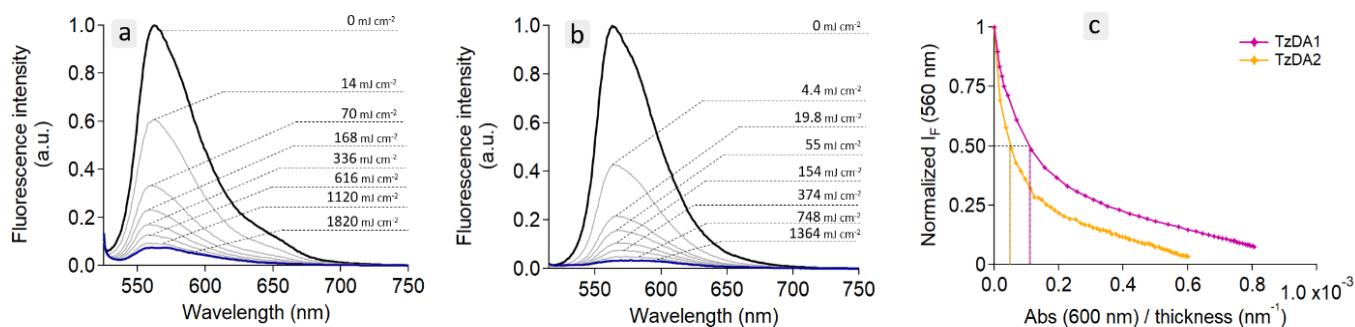 a
Fluorescence intensity
(a.u.)
1.0
0.8
0.6
0.4
0.2
0.0
0 mJ cm⁻²
14 mJ cm⁻²
70 mJ cm⁻²
168 mJ cm⁻²
336 mJ cm⁻²
616 mJ cm⁻²
1120 mJ cm⁻²
1820 mJ cm⁻²
550 600 650 700 750
Wavelength (nm)
b
Fluorescence intensity
(a.u.)
1.0
0.8
0.6
0.4
0.2
0.0
0 mJ cm⁻²
4.4 mJ cm⁻²
19.8 mJ cm⁻²
55 mJ cm⁻²
154 mJ cm⁻²
374 mJ cm⁻²
748 mJ cm⁻²
1364 mJ cm⁻²
550 600 650 700 750
Wavelength (nm)
c
Normalized I_F (560 nm)
1
0.75
0.50
0.25
0
TzDA1
TzDA2
0.0 0.2 0.4 0.6 0.8 1.0 ×10⁻³
Abs (600 nm) / thickness (nm⁻¹)